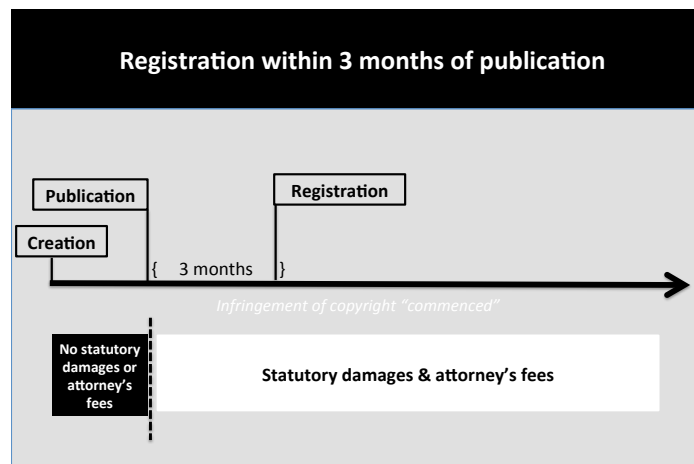 Registration within 3 months of publication
Publication
Registration
Creation
{ 3 months }
Infringement of copyright “commenced”
No statutory
damages or
attorney’s
fees
Statutory damages & attorney’s fees